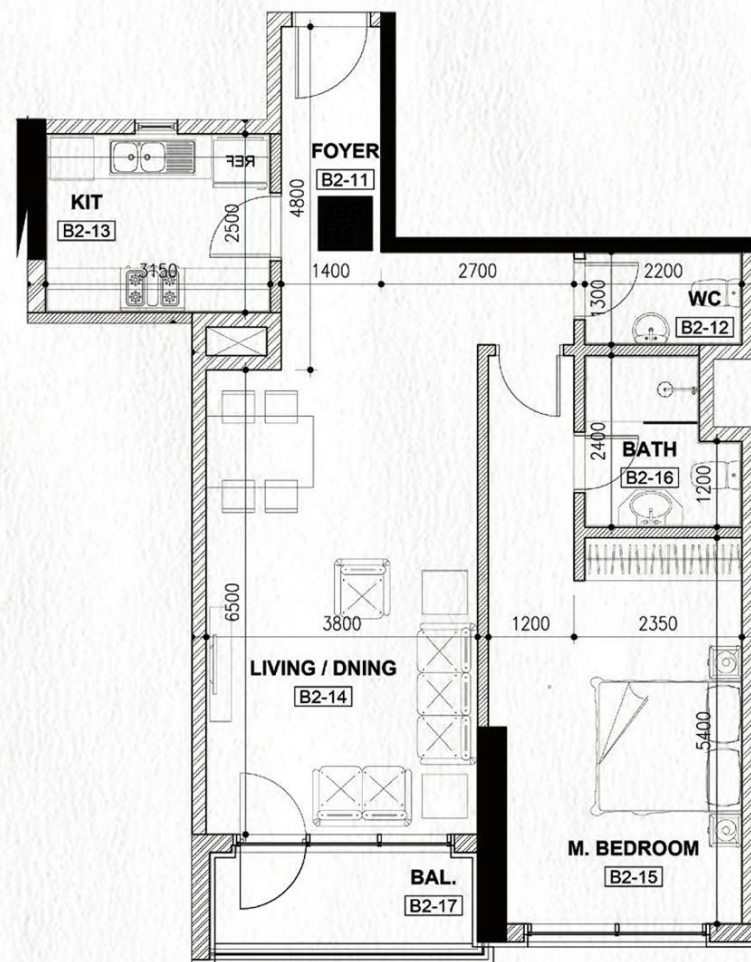 FOYER
B2-11
4800
REF
KIT
B2-13
2500
3150
1400
2700
2200
1300
WC
B2-12
2400
BATH
B2-16
1200
6500
3800
1200
2350
LIVING / DNING
B2-14
5400
M. BEDROOM
B2-15
BAL.
B2-17